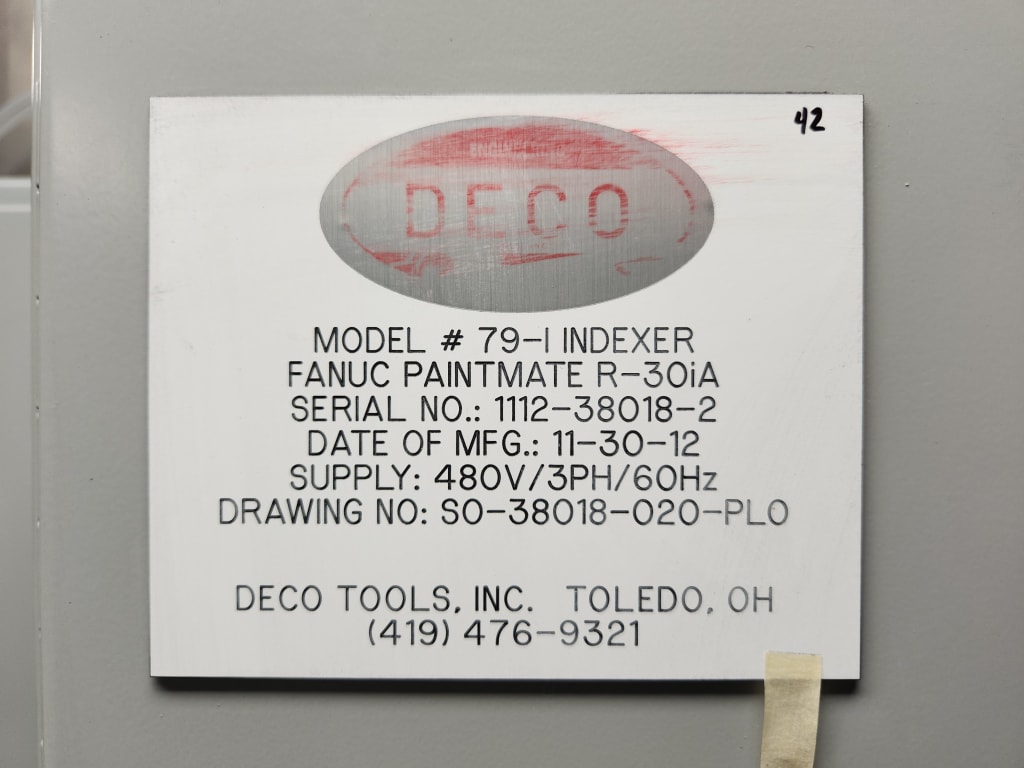 42
DECO
MODEL # 79-I INDEXER
FANUC PAINTMATE R-30iA
SERIAL NO.: 1112-38018-2
DATE OF MFG.: 11-30-12
SUPPLY: 480V/3PH/60Hz
DRAWING NO: SO-38018-020-PLO
DECO TOOLS, INC. TOLEDO, OH
(419) 476-9321